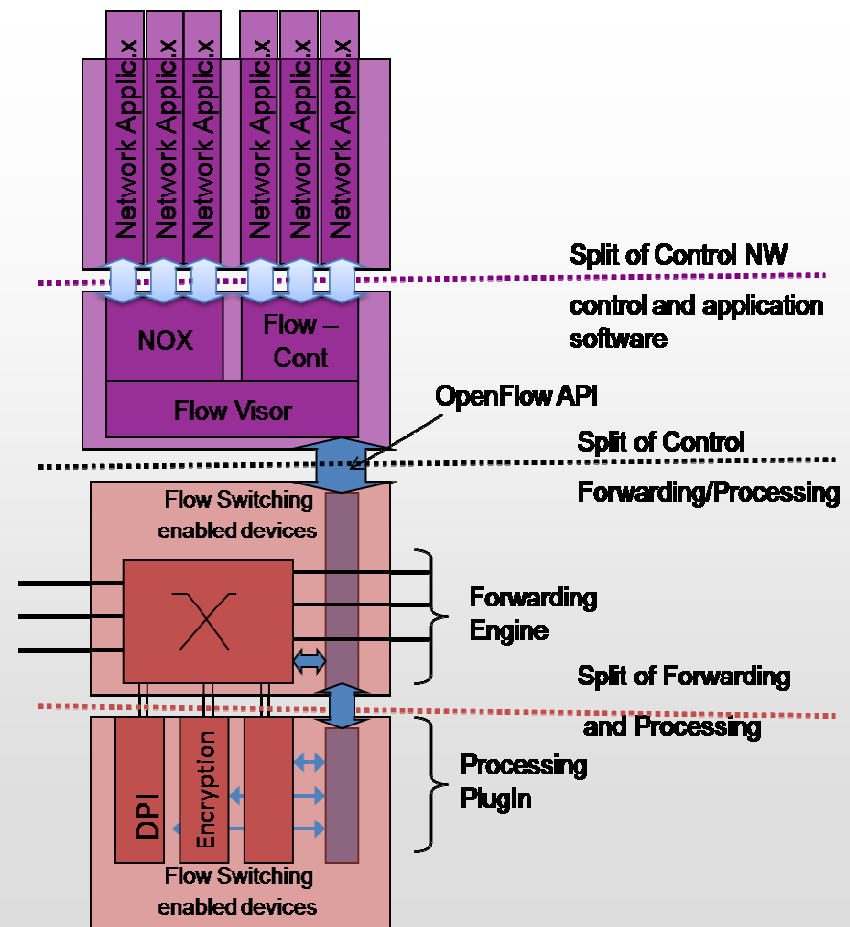 Network Applic.x
Network Applic.x
Network Applic.x
Network Applic.x
Network Applic.x
Network Applic.x
Split of Control NW
control and application
software
NOX
Flow –
Cont
Flow Visor
OpenFlow API
Split of Control
Forwarding/Processing
Flow Switching
enabled devices
Forwarding
Engine
Split of Forwarding
and Processing
DPI
Encryption
Processing
PlugIn
Flow Switching
enabled devices